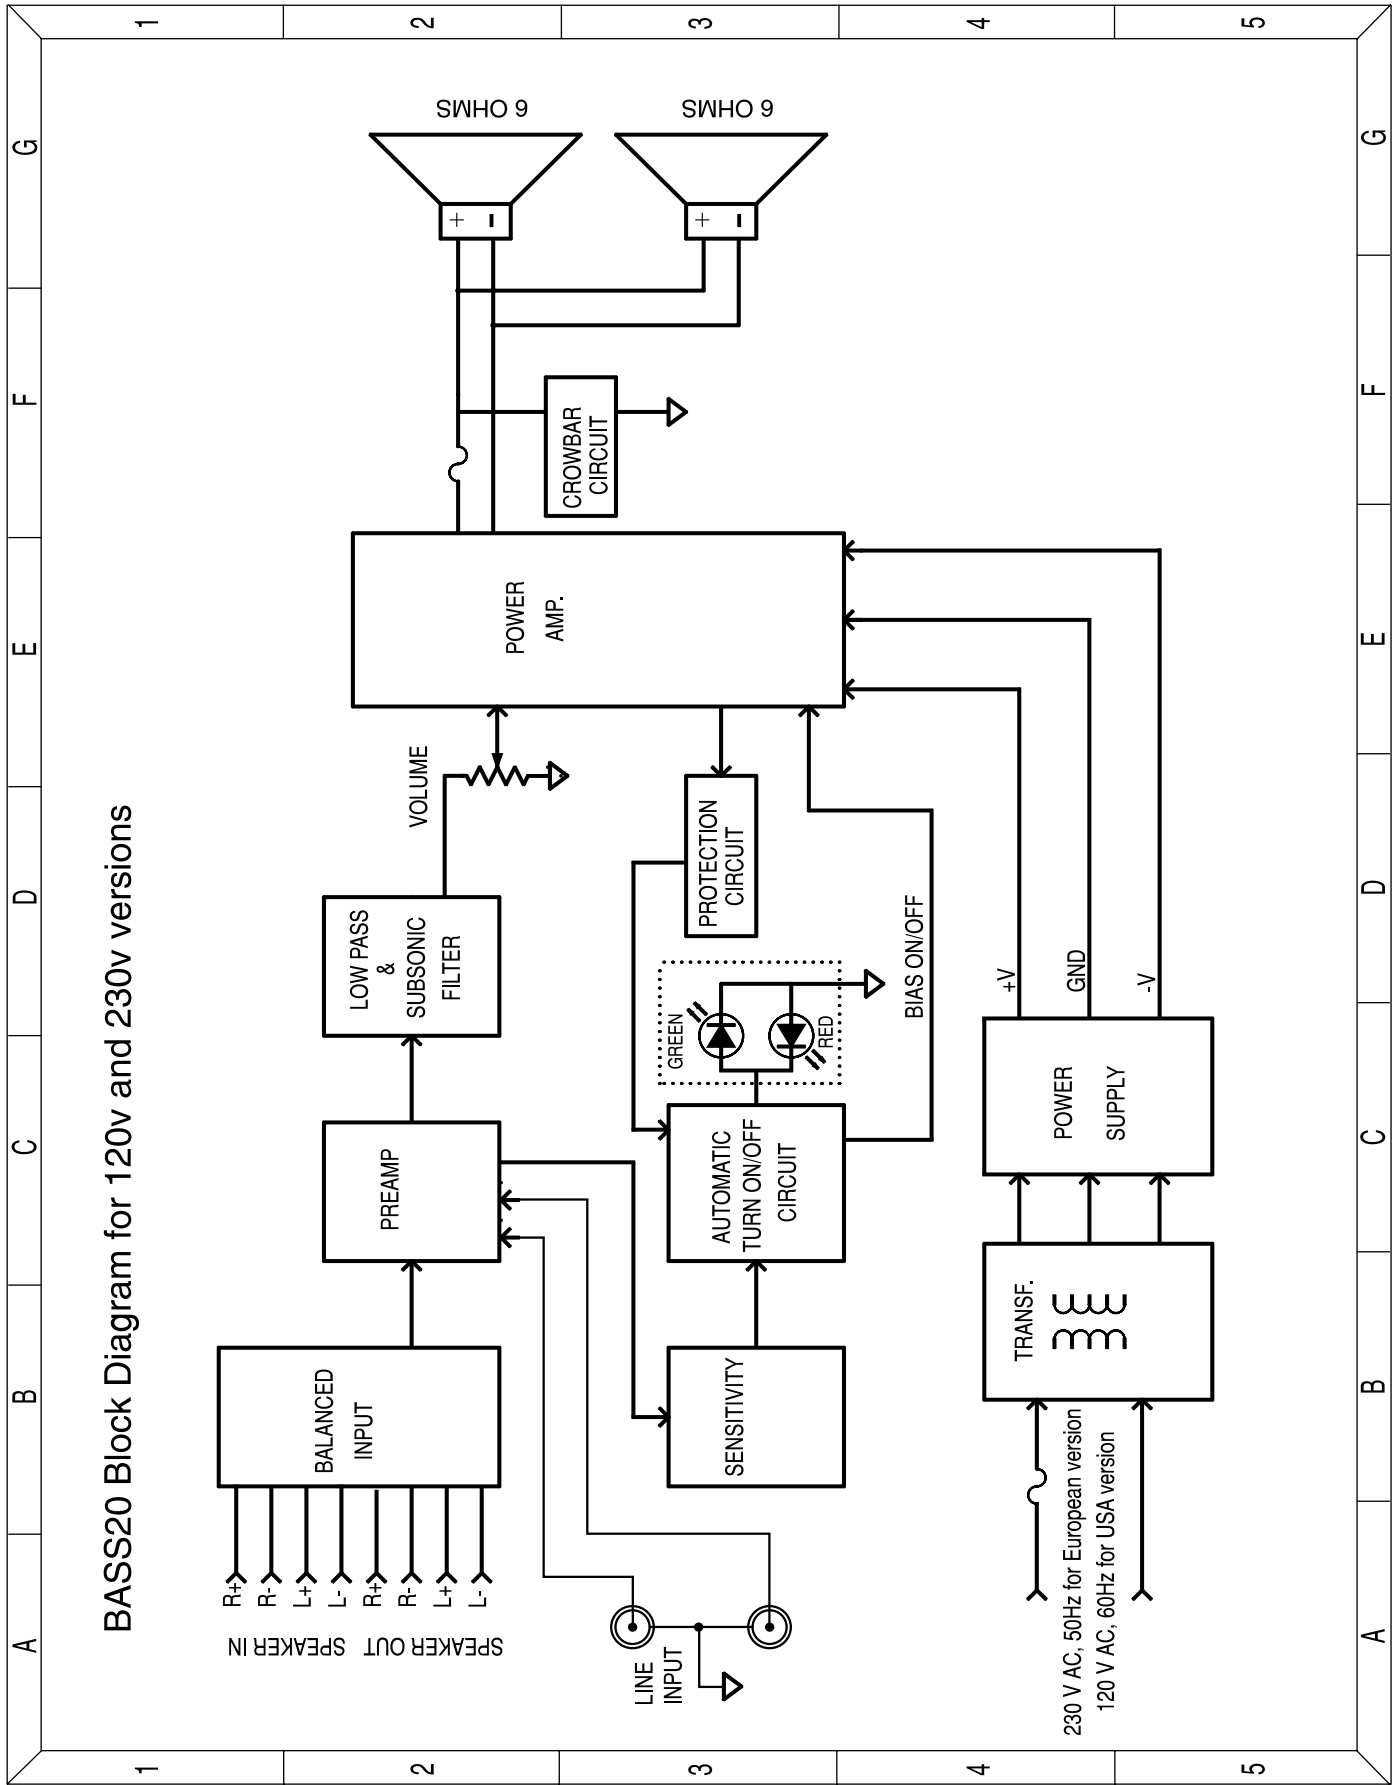 BASS20 Block Diagram for 120v and 230v versions
A
B
C
D
E
F
G
1
2
3
4
5
SPEAKER IN
R+
R-
L+
L-
SPEAKER OUT
R+
R-
L+
L-
BALANCED
INPUT
PREAMP
LOW PASS
&
SUBSONIC
FILTER
VOLUME
POWER
AMP.
CROWBAR
CIRCUIT
+
-
6 OHMS
+
-
6 OHMS
LINE
INPUT
SENSITIVITY
AUTOMATIC
TURN ON/OFF
CIRCUIT
GREEN
RED
PROTECTION
CIRCUIT
BIAS ON/OFF
230 V AC, 50Hz for European version
120 V AC, 60Hz for USA version
TRANSF.
POWER
SUPPLY
+V
GND
-V
1
2
3
4
5
A
B
C
D
E
F
G